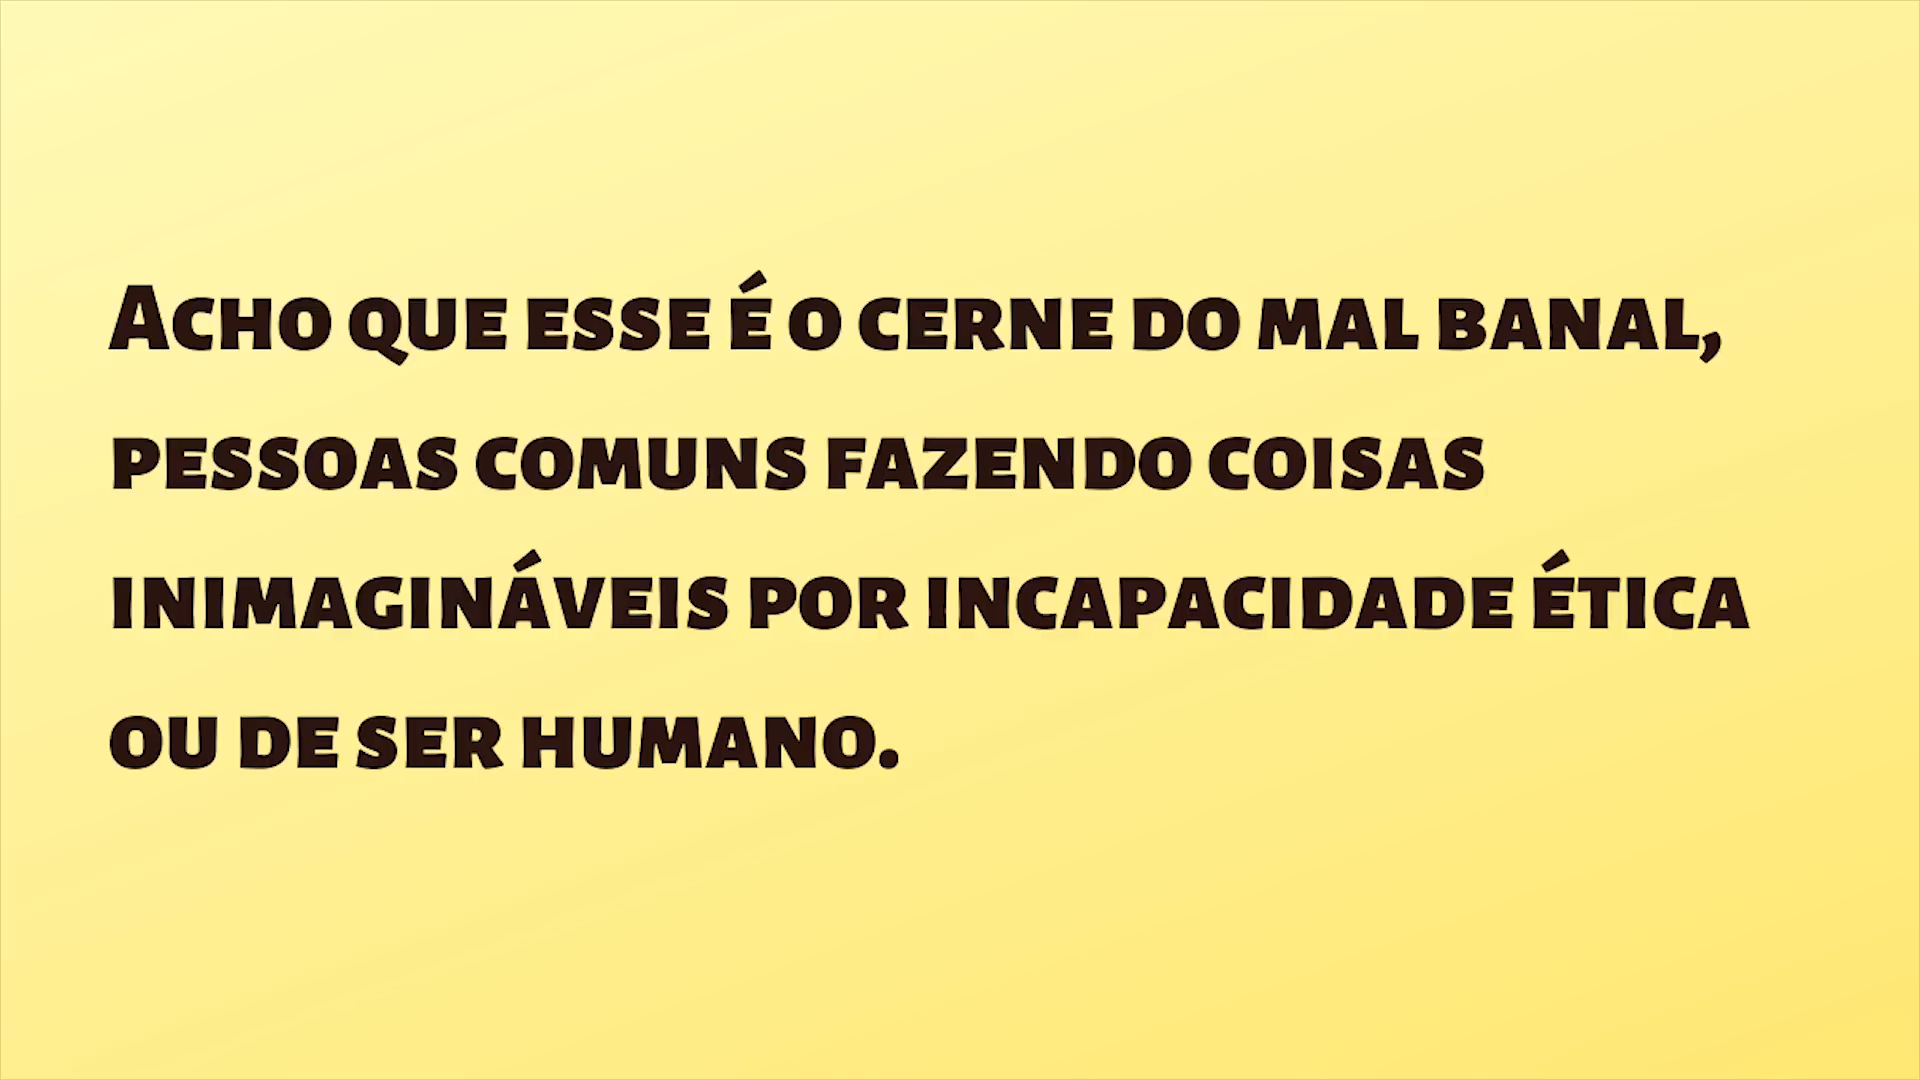 Acho que esse é o cerne do mal banal,
pessoas comuns fazendo coisas
inimagináveis por incapacidade ética
ou de ser humano.